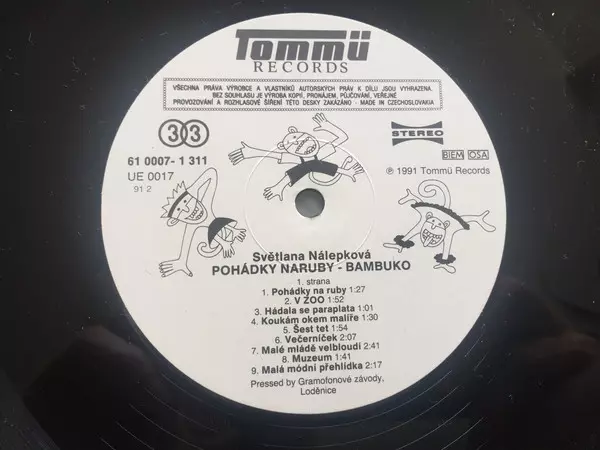 Tommü
RECORDS
VŠECHNA PRÁVA VÝROBCE A VLASTNÍKŮ AUTORSKÝCH PRÁV K DÍLU JSOU VYHRAZENA.
BEZ SOUHLASU JE VÝROBA KOPIÍ, PRONÁJEM, PŮJČOVÁNÍ, VEŘEJNÉ
PROVOZOVÁNÍ A ROZHLASOVÉ ŠÍŘENÍ TÉTO DESKY ZAKÁZÁNO - MADE IN CZECHOSLOVAKIA
33
STEREO
61 0007- 1 311
UE 0017
91 2
BIEM OSA
℗ 1991 Tommü Records
Světlana Nálepková
POHÁDKY NARUBY - BAMBUKO
1. strana
1. Pohádky na ruby 1:27
2. V ZOO 1:52
3. Hádala se paraplata 1:01
4. Koukám okem malíře 1:30
5. Šest tet 1:54
6. Večerníček 2:07
7. Malé mládě velbloudí 2:01
8. Muzeum 1:41
9. Malá módní přehlídka 2:17
Pressed by Gramofonové závody,
Loděnice